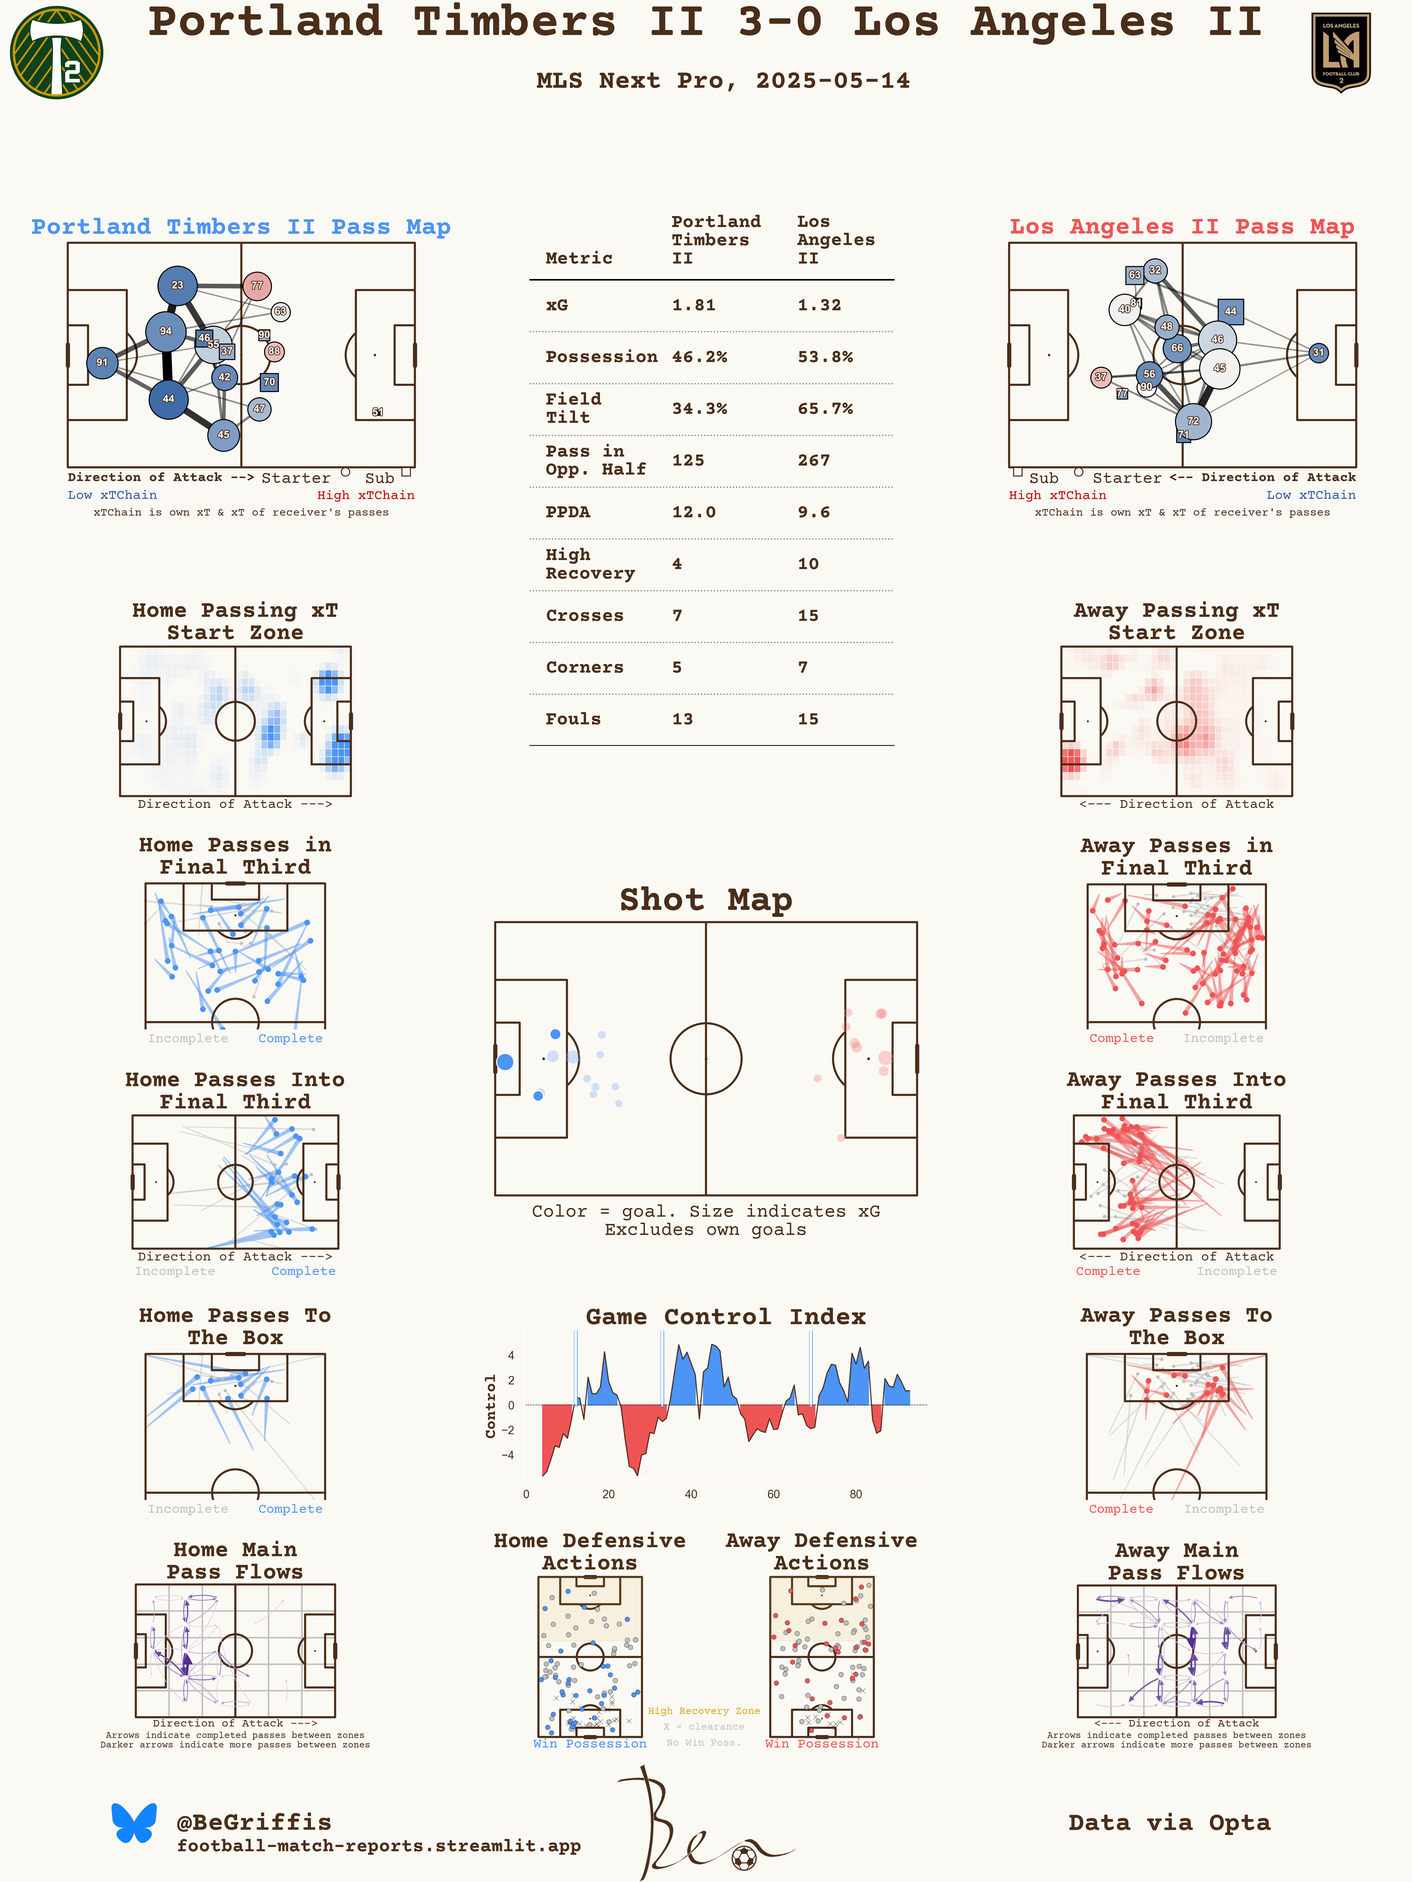 Portland Timbers II 3-0 Los Angeles II
MLS Next Pro, 2025-05-14
2
LOS ANGELES
LA
FOOTBALL CLUB
2
Portland Timbers II Pass Map
23
77
63
94
46
55
90
37
88
91
42
70
44
47
45
51
Direction of Attack --> Starter Sub
Low xTChain High xTChain
xTChain is own xT & xT of receiver's passes
Metric Portland Timbers II Los Angeles II
xG 1.81 1.32
Possession 46.2% 53.8%
Field Tilt 34.3% 65.7%
Pass in Opp. Half 125 267
PPDA 12.0 9.6
High Recovery 4 10
Crosses 7 15
Corners 5 7
Fouls 13 15
Los Angeles II Pass Map
63
32
81
40
44
48
46
66
31
45
56
37
90
77
72
71
Sub Starter <-- Direction of Attack
High xTChain Low xTChain
xTChain is own xT & xT of receiver's passes
Home Passing xT
Start Zone
Direction of Attack --->
Away Passing xT
Start Zone
<--- Direction of Attack
Home Passes in
Final Third
Incomplete Complete
Away Passes in
Final Third
Complete Incomplete
Shot Map
Color = goal. Size indicates xG
Excludes own goals
Home Passes Into
Final Third
Direction of Attack --->
Incomplete Complete
Away Passes Into
Final Third
<--- Direction of Attack
Complete Incomplete
Home Passes To
The Box
Incomplete Complete
Game Control Index
Control
4
2
0
−2
−4
0 20 40 60 80
Away Passes To
The Box
Complete Incomplete
Home Main
Pass Flows
Direction of Attack --->
Arrows indicate completed passes between zones
Darker arrows indicate more passes between zones
Home Defensive
Actions
Win Possession
Away Defensive
Actions
Win Possession
High Recovery Zone
X = clearance
No Win Poss.
Away Main
Pass Flows
<--- Direction of Attack
Arrows indicate completed passes between zones
Darker arrows indicate more passes between zones
@BeGriffis
football-match-reports.streamlit.app
Ben
Data via Opta